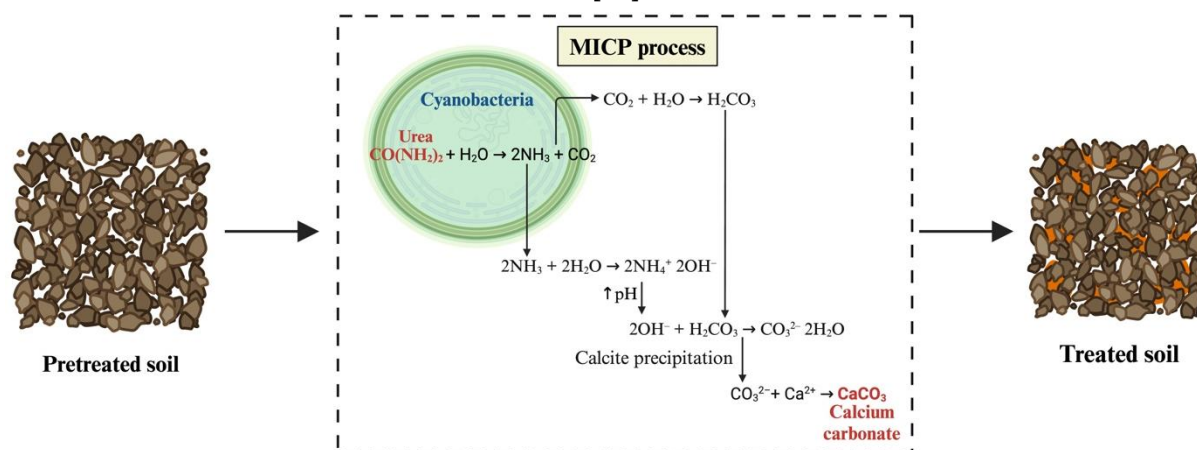 MICP process
Cyanobacteria
CO₂ + H₂O → H₂CO₃
Urea
CO(NH₂)₂ + H₂O → 2NH₃ + CO₂
2NH₃ + 2H₂O → 2NH₄⁺ 2OH⁻
↑ pH
2OH⁻ + H₂CO₃ → CO₃²⁻ 2H₂O
Calcite precipitation
CO₃²⁻ + Ca²⁺ → CaCO₃
Calcium
carbonate
Pretreated soil
Treated soil